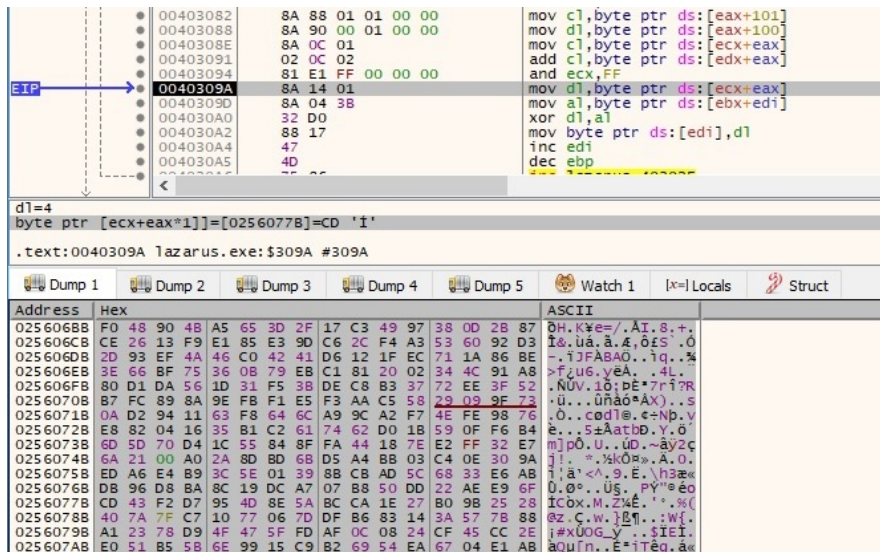 00403082 8A 88 01 01 00 00 mov cl,byte ptr ds:[eax+101]
00403088 8A 90 00 01 00 00 mov dl,byte ptr ds:[eax+100]
0040308E 8A 0C 01 mov cl,byte ptr ds:[ecx+eax]
00403091 02 0C 02 add cl,byte ptr ds:[edx+eax]
00403094 81 E1 FF 00 00 00 and ecx,FF
EIP 0040309A 8A 14 01 mov dl,byte ptr ds:[ecx+eax]
0040309D 8A 04 3B mov al,byte ptr ds:[ebx+edi]
004030A0 32 D0 xor dl,al
004030A2 88 17 mov byte ptr ds:[edi],dl
004030A4 47 inc edi
004030A5 4D dec ebp
dl=4
byte ptr [ecx+eax*1]]=[0256077B]=CD 'Í'
.text:0040309A lazarus.exe:$309A #309A
Dump 1 Dump 2 Dump 3 Dump 4 Dump 5 Watch 1 [x=] Locals Struct
Address Hex ASCII
025606BB F0 48 90 4B A5 65 3D 2F 17 C3 49 97 38 0D 2B 87
025606CB CE 26 13 F9 E1 85 E3 9D C6 2C F4 A3 53 60 92 D3
025606DB 2D 93 EF 4A 46 C0 42 41 D6 12 1F EC 71 1A 86 BE
025606EB 3E 66 BF 75 36 0B 79 EB C1 81 20 02 34 4C 91 A8
025606FB 80 D1 DA 56 1D 31 F5 3B DE C8 B3 37 72 EE 3F 52
0256070B B7 FC 89 8A 9E FB F1 E5 F3 AA C5 58 29 09 9F 73
0256071B 0A D2 94 11 63 F8 64 6C A9 9C A2 F7 4E FE 98 76
0256072B E8 82 04 16 35 B1 C2 61 74 62 D0 1B 59 0F F6 B4
0256073B 6D 5D 70 D4 1C 55 84 8F FA 44 18 7E E2 FF 32 E7
0256074B 6A 21 00 A0 2A 8D BD 6B D5 A4 BB 03 C4 0E 30 9A
0256075B ED A6 E4 B9 3C 5E 01 39 8B CB AD 5C 68 33 E6 AB
0256076B DB 96 D8 BA 8C 19 DC A7 07 B8 50 DD 22 AE E9 6F
0256077B CD 43 F2 D7 95 4D 8E 5A BC CA 1E 27 B0 9B 25 28
0256078B 40 7A 7F C7 10 77 06 7D DF B6 83 14 3A 57 7B 88
0256079B A1 23 78 D9 4F 47 5F FD AF 0C 08 24 CF 45 CC 2E
025607AB E0 51 B5 5B 6E 99 15 C9 B2 69 54 EA 67 04 E1 AB